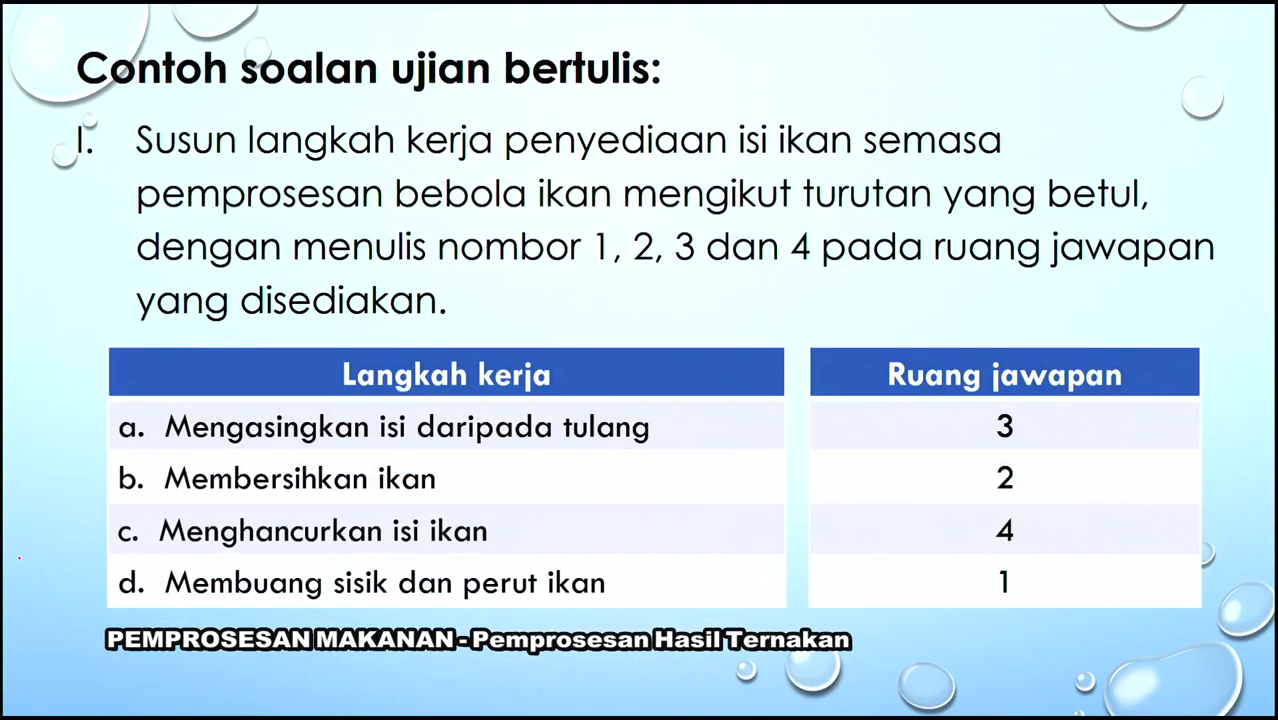 Contoh soalan ujian bertulis:
I. Susun langkah kerja penyediaan isi ikan semasa
pemprosesan bebola ikan mengikut turutan yang betul,
dengan menulis nombor 1, 2, 3 dan 4 pada ruang jawapan
yang disediakan.
Langkah kerja Ruang jawapan
a. Mengasingkan isi daripada tulang 3
b. Membersihkan ikan 2
c. Menghancurkan isi ikan 4
d. Membuang sisik dan perut ikan 1
PEMPROSESAN MAKANAN - Pemprosesan Hasil Ternakan